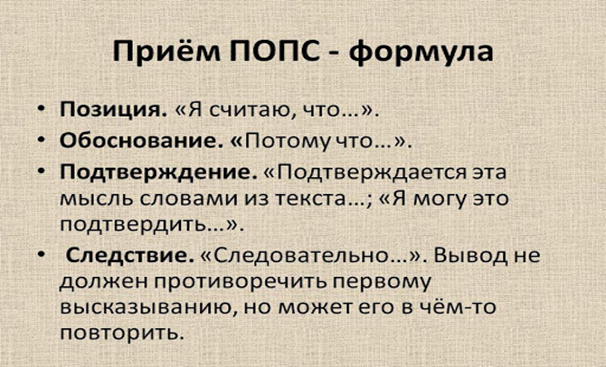 Приём ПОПС - формула
• Позиция. «Я считаю, что…».
• Обоснование. «Потому что…».
• Подтверждение. «Подтверждается эта
мысль словами из текста…; «Я могу это
подтвердить…».
• Следствие. «Следовательно…». Вывод не
должен противоречить первому
высказыванию, но может его в чём-то
повторить.